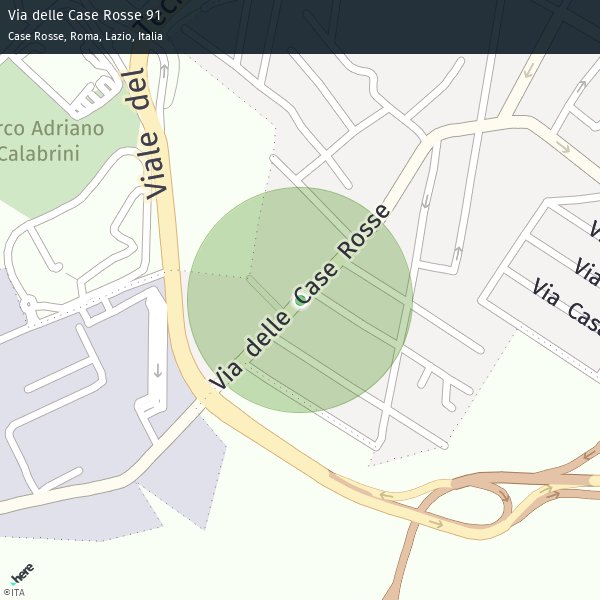 Via delle Case Rosse 91
Case Rosse, Roma, Lazio, Italia
Viale del
rco Adriano
Calabrini
Via delle Case Rosse
Via
Via Casa
here
©ITA